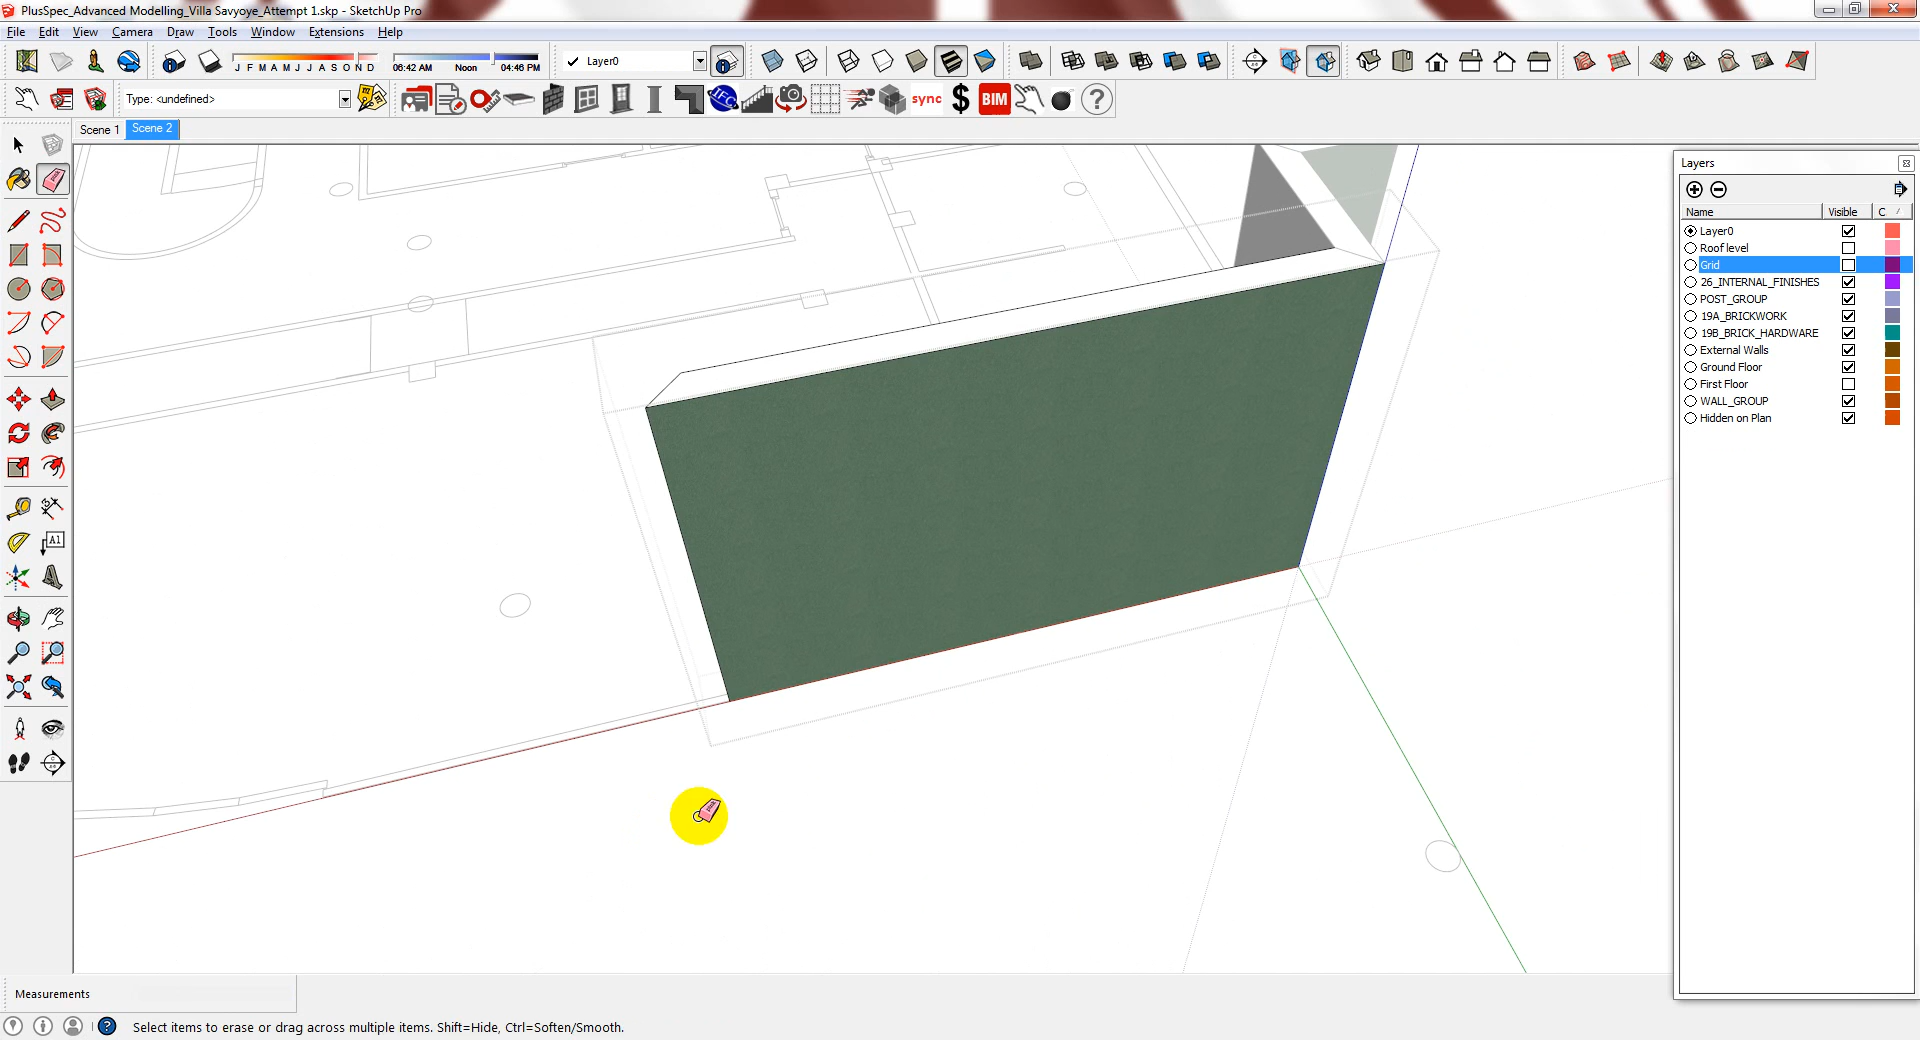 PlusSpec_Advanced Modelling_Villa Savyoye_Attempt 1.skp - SketchUp Pro
File Edit View Camera Draw Tools Window Extensions Help
J F M A M J J A S O N D
06:42 AM Noon 04:46 PM
Layer0
Type: <undefined>
IFC
sync
$
BIM
?
Scene 1 Scene 2
Layers
Name Visible C
Layer0
Roof level
Grid
26_INTERNAL_FINISHES
POST_GROUP
19A_BRICKWORK
19B_BRICK_HARDWARE
External Walls
Ground Floor
First Floor
WALL_GROUP
Hidden on Plan
A1
Measurements
? Select items to erase or drag across multiple items. Shift=Hide, Ctrl=Soften/Smooth.